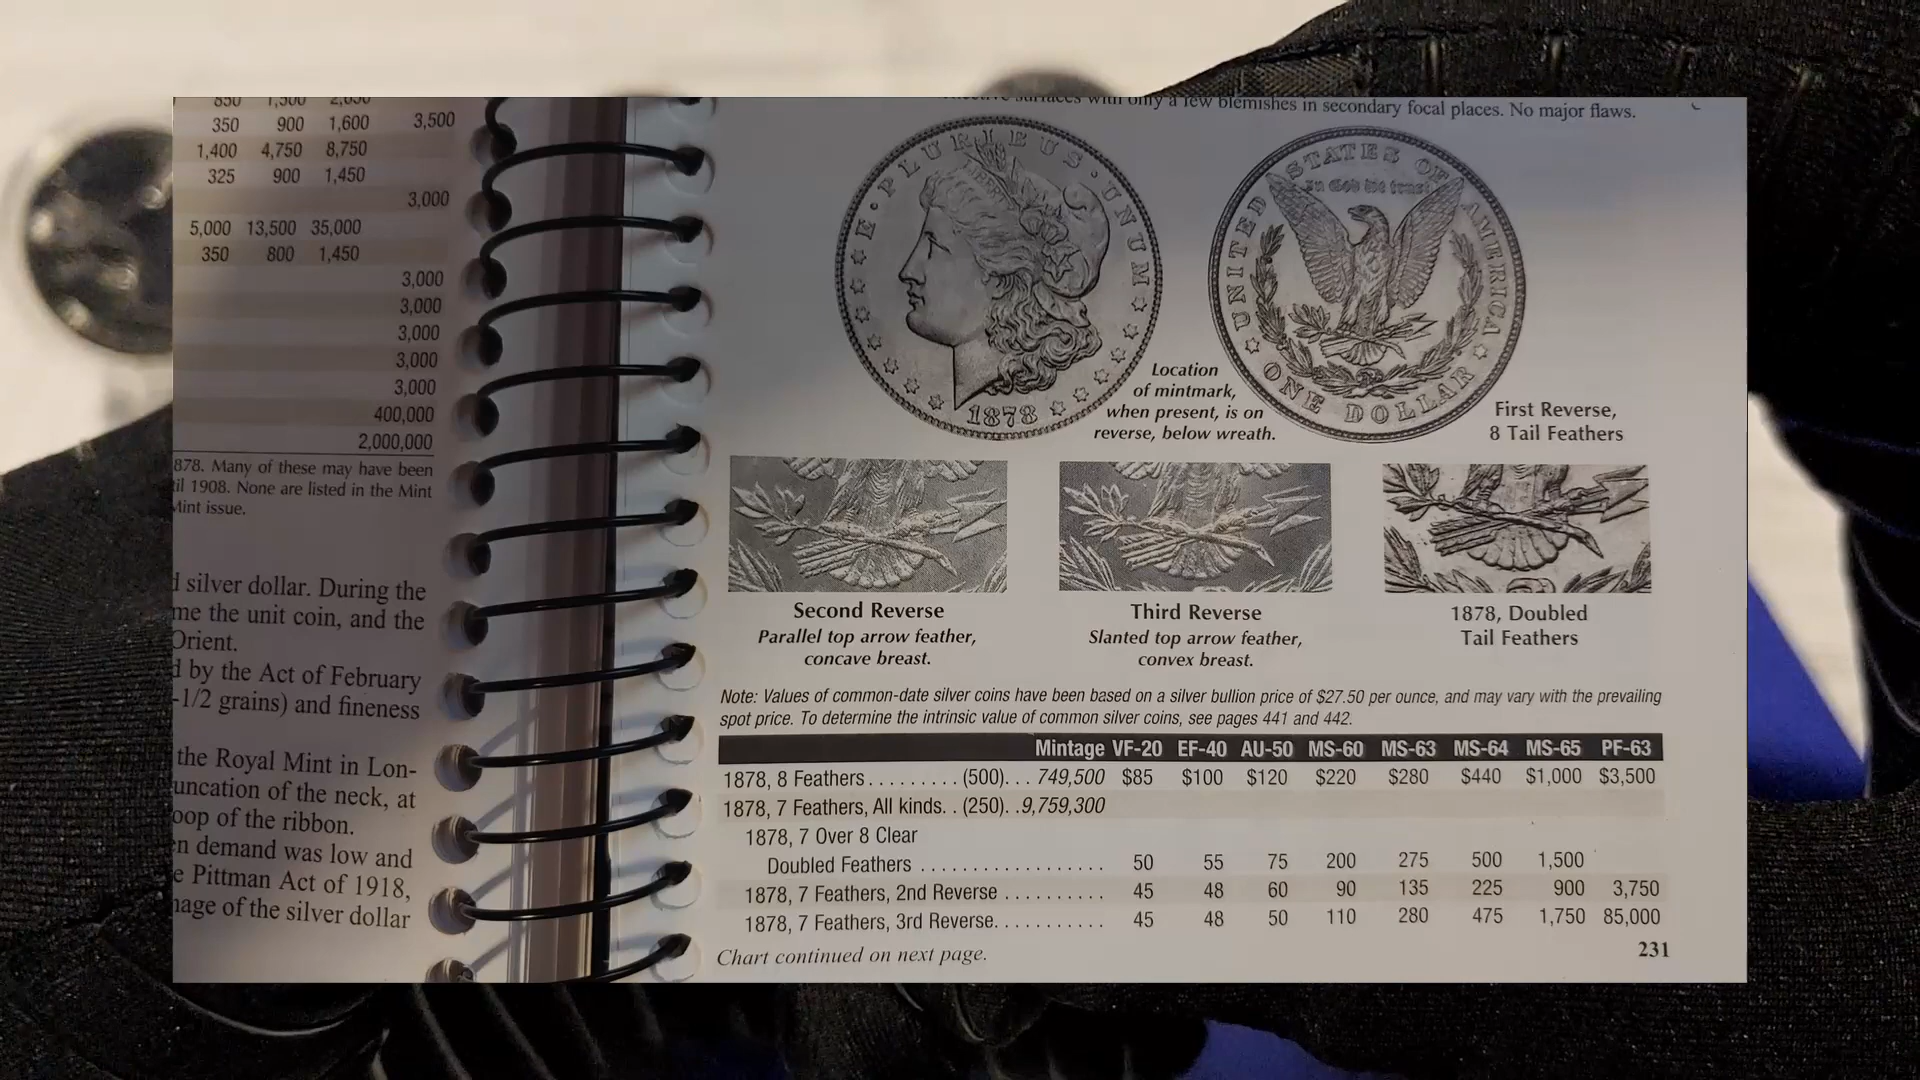 850 1,300 2,050
350 900 1,600 3,500
1,400 4,750 8,750
325 900 1,450
3,000
5,000 13,500 35,000
350 800 1,450
3,000
3,000
3,000
3,000
3,000
400,000
2,000,000
878. Many of these may have been
il 1908. None are listed in the Mint
Mint issue.
d silver dollar. During the
me the unit coin, and the
Orient.
d by the Act of February
-1/2 grains) and fineness
the Royal Mint in Lon-
uncation of the neck, at
oop of the ribbon.
en demand was low and
e Pittman Act of 1918,
nage of the silver dollar
surfaces with only a few blemishes in secondary focal places. No major flaws.
E · PLURIBUS · UNUM
LIBERTY
1878
UNITED STATES OF AMERICA
In God We trust
ONE DOLLAR
Location
of mintmark,
when present, is on
reverse, below wreath.
First Reverse,
8 Tail Feathers
Second Reverse
Parallel top arrow feather,
concave breast.
Third Reverse
Slanted top arrow feather,
convex breast.
1878, Doubled
Tail Feathers
Note: Values of common-date silver coins have been based on a silver bullion price of $27.50 per ounce, and may vary with the prevailing
spot price. To determine the intrinsic value of common silver coins, see pages 441 and 442.
Mintage VF-20 EF-40 AU-50 MS-60 MS-63 MS-64 MS-65 PF-63
1878, 8 Feathers . . . . . . . . . (500). . . 749,500 $85 $100 $120 $220 $280 $440 $1,000 $3,500
1878, 7 Feathers, All kinds. . (250). .9,759,300
1878, 7 Over 8 Clear
Doubled Feathers . . . . . . . . . . . . . . . . . . 50 55 75 200 275 500 1,500
1878, 7 Feathers, 2nd Reverse . . . . . . . . . . 45 48 60 90 135 225 900 3,750
1878, 7 Feathers, 3rd Reverse. . . . . . . . . . . 45 48 50 110 280 475 1,750 85,000
Chart continued on next page.
231